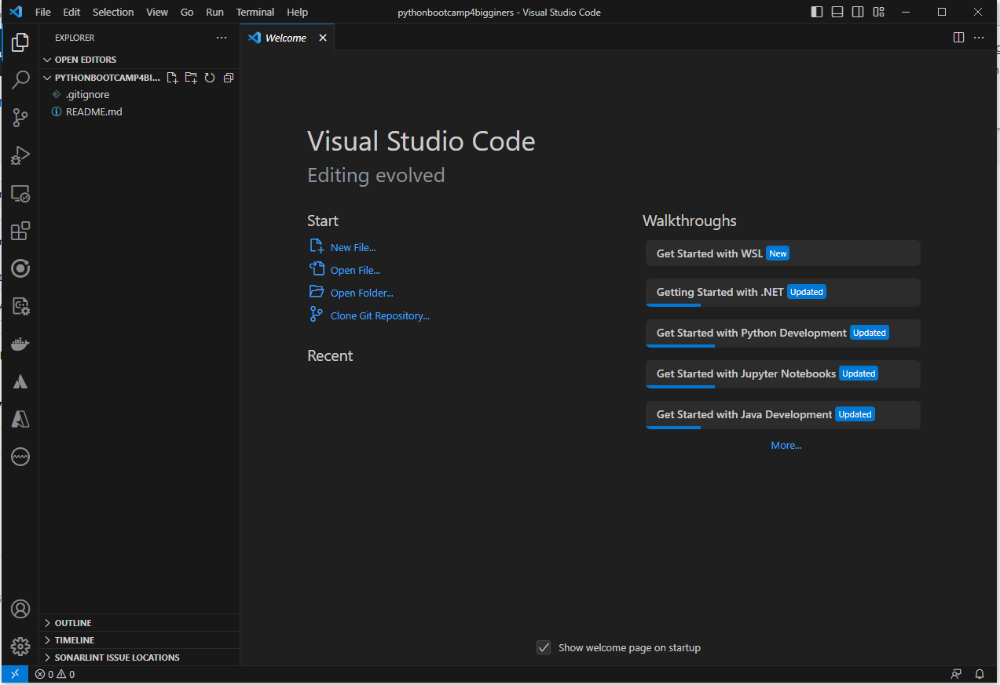 File Edit Selection View Go Run Terminal Help
pythonbootcamp4bigginers - Visual Studio Code
EXPLORER
OPEN EDITORS
PYTHONBOOTCAMP4BI...
.gitignore
README.md
OUTLINE
TIMELINE
SONARLINT ISSUE LOCATIONS
Welcome
Visual Studio Code
Editing evolved
Start
New File...
Open File...
Open Folder...
Clone Git Repository...
Recent
Walkthroughs
Get Started with WSL New
Getting Started with .NET Updated
Get Started with Python Development Updated
Get Started with Jupyter Notebooks Updated
Get Started with Java Development Updated
More...
Show welcome page on startup
0 0